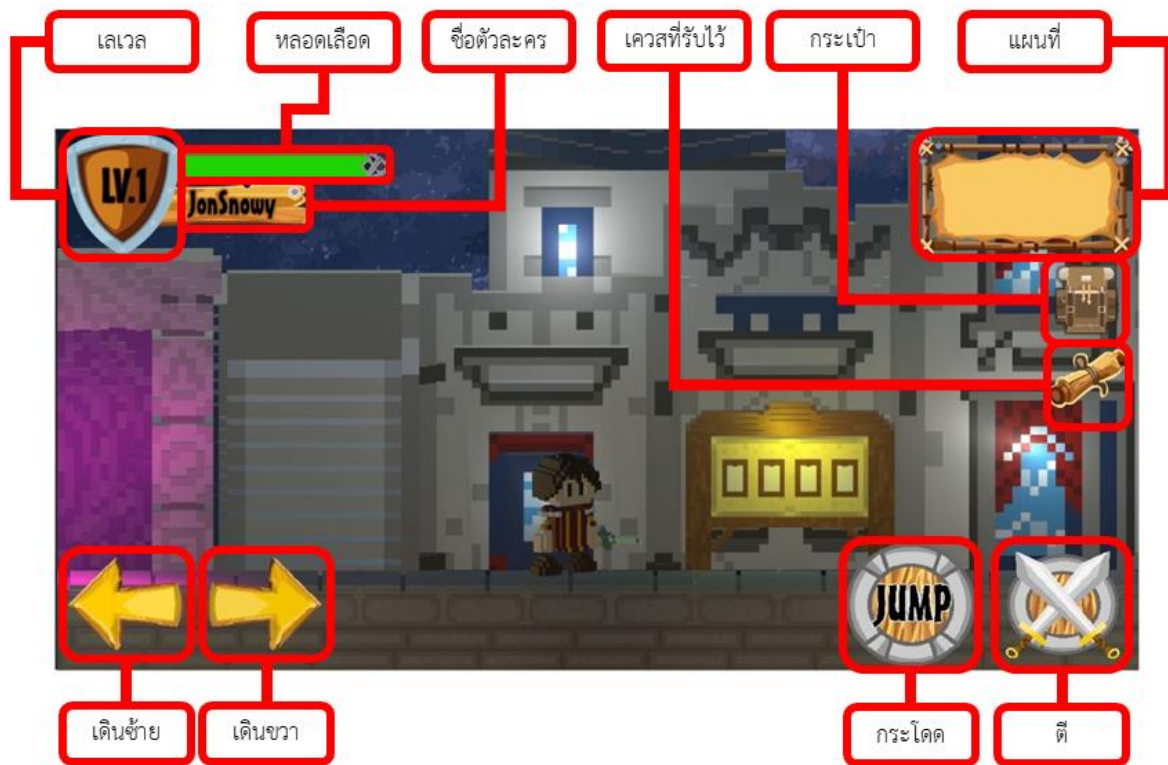 เลเวล
หลอดเลือด
ชื่อตัวละคร
เควสที่รับไว้
กระเป๋า
แผนที่
LV.1
JonSnowy
JUMP
เดินซ้าย
เดินขวา
กระโดด
ตี